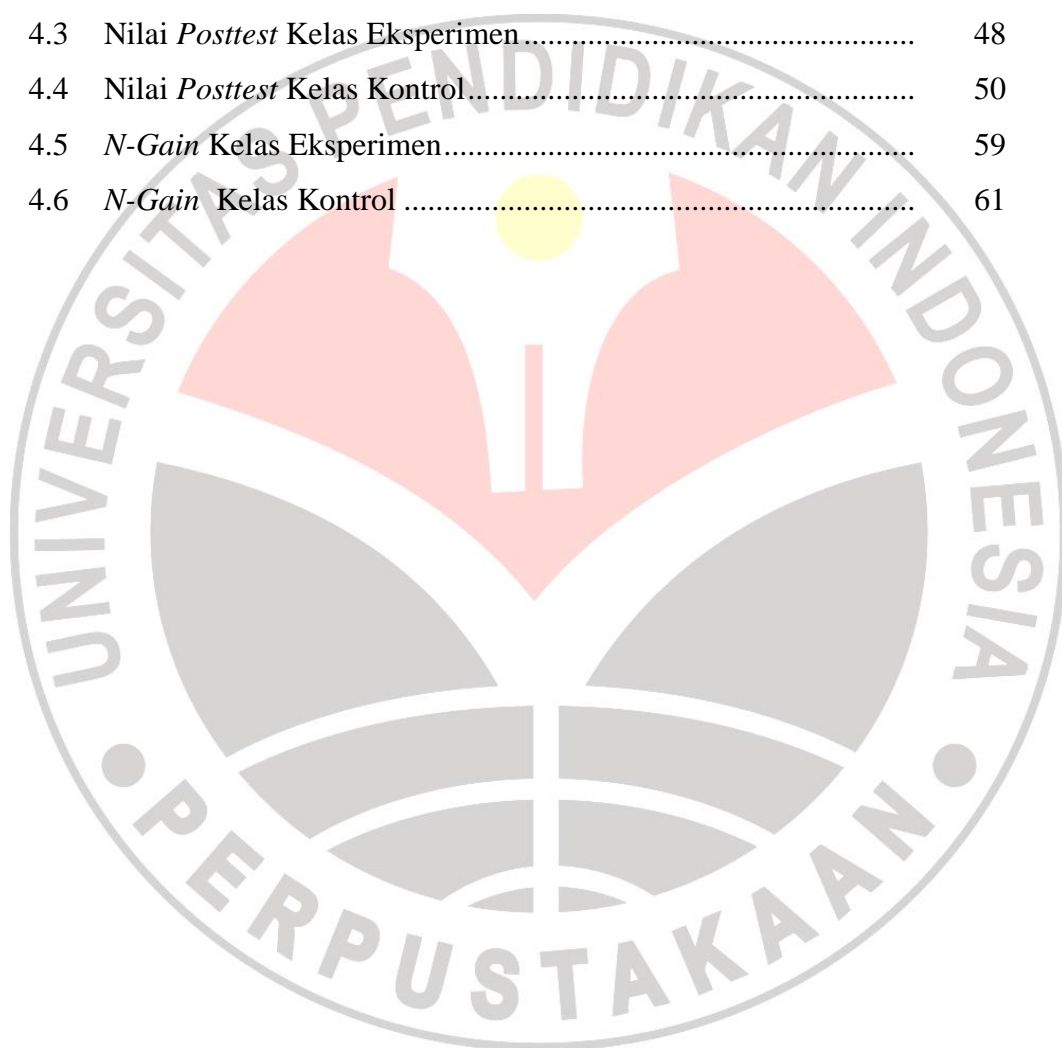 4.3 Nilai Posttest Kelas Eksperimen ................................................ 48
4.4 Nilai Posttest Kelas Kontrol ....................................................... 50
4.5 N-Gain Kelas Eksperimen .......................................................... 59
4.6 N-Gain Kelas Kontrol ............................................................... 61
UNIVERSITAS PENDIDIKAN INDONESIA
PERPUSTAKAAN